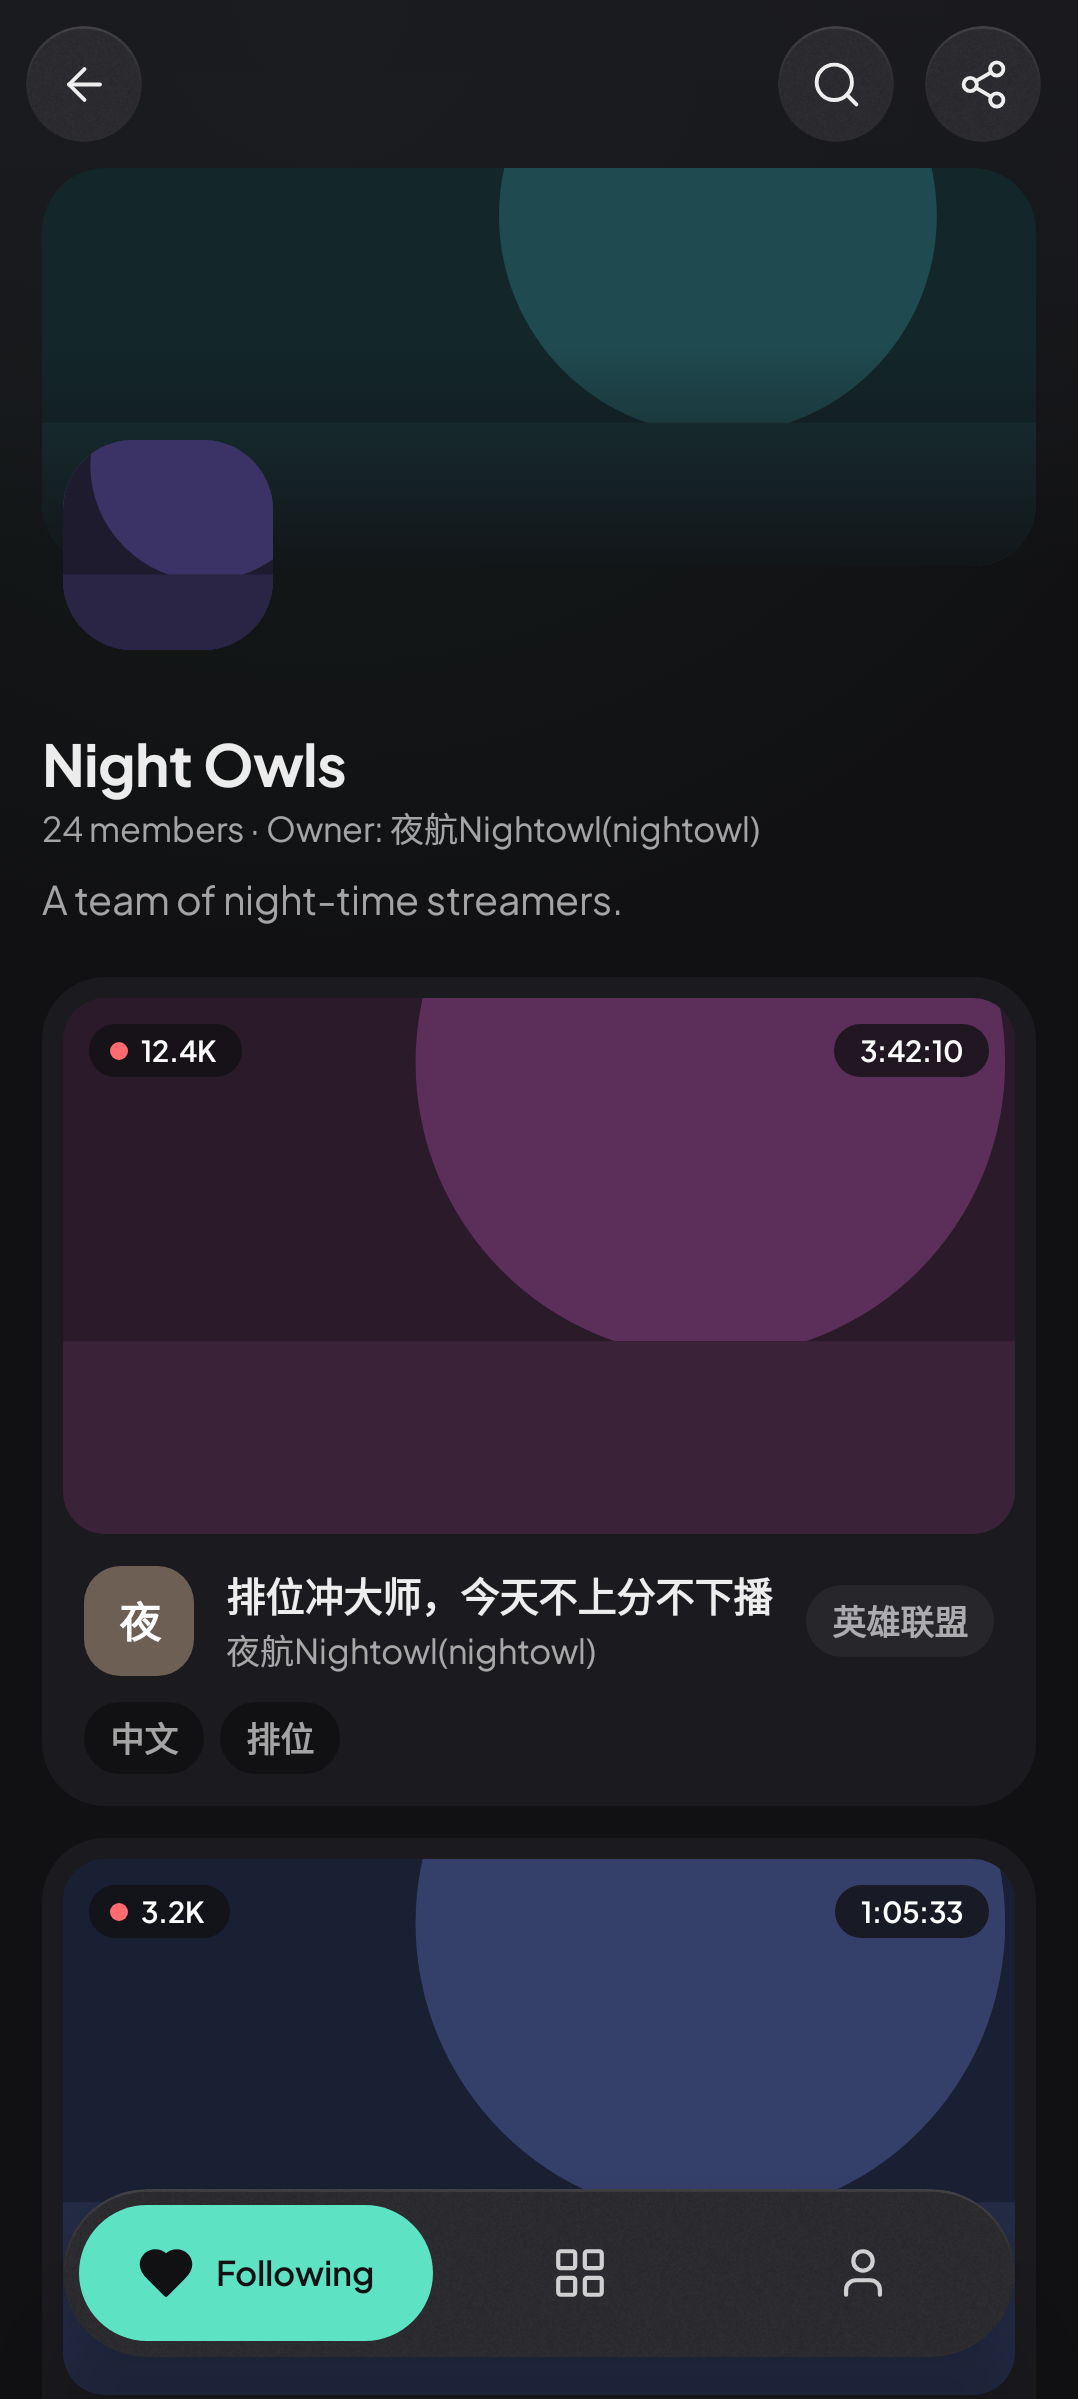 Night Owls
24 members · Owner: 夜航Nightowl(nightowl)
A team of night-time streamers.
12.4K
3:42:10
夜
排位冲大师，今天不上分不下播
夜航Nightowl(nightowl)
英雄联盟
中文
排位
3.2K
1:05:33
Following